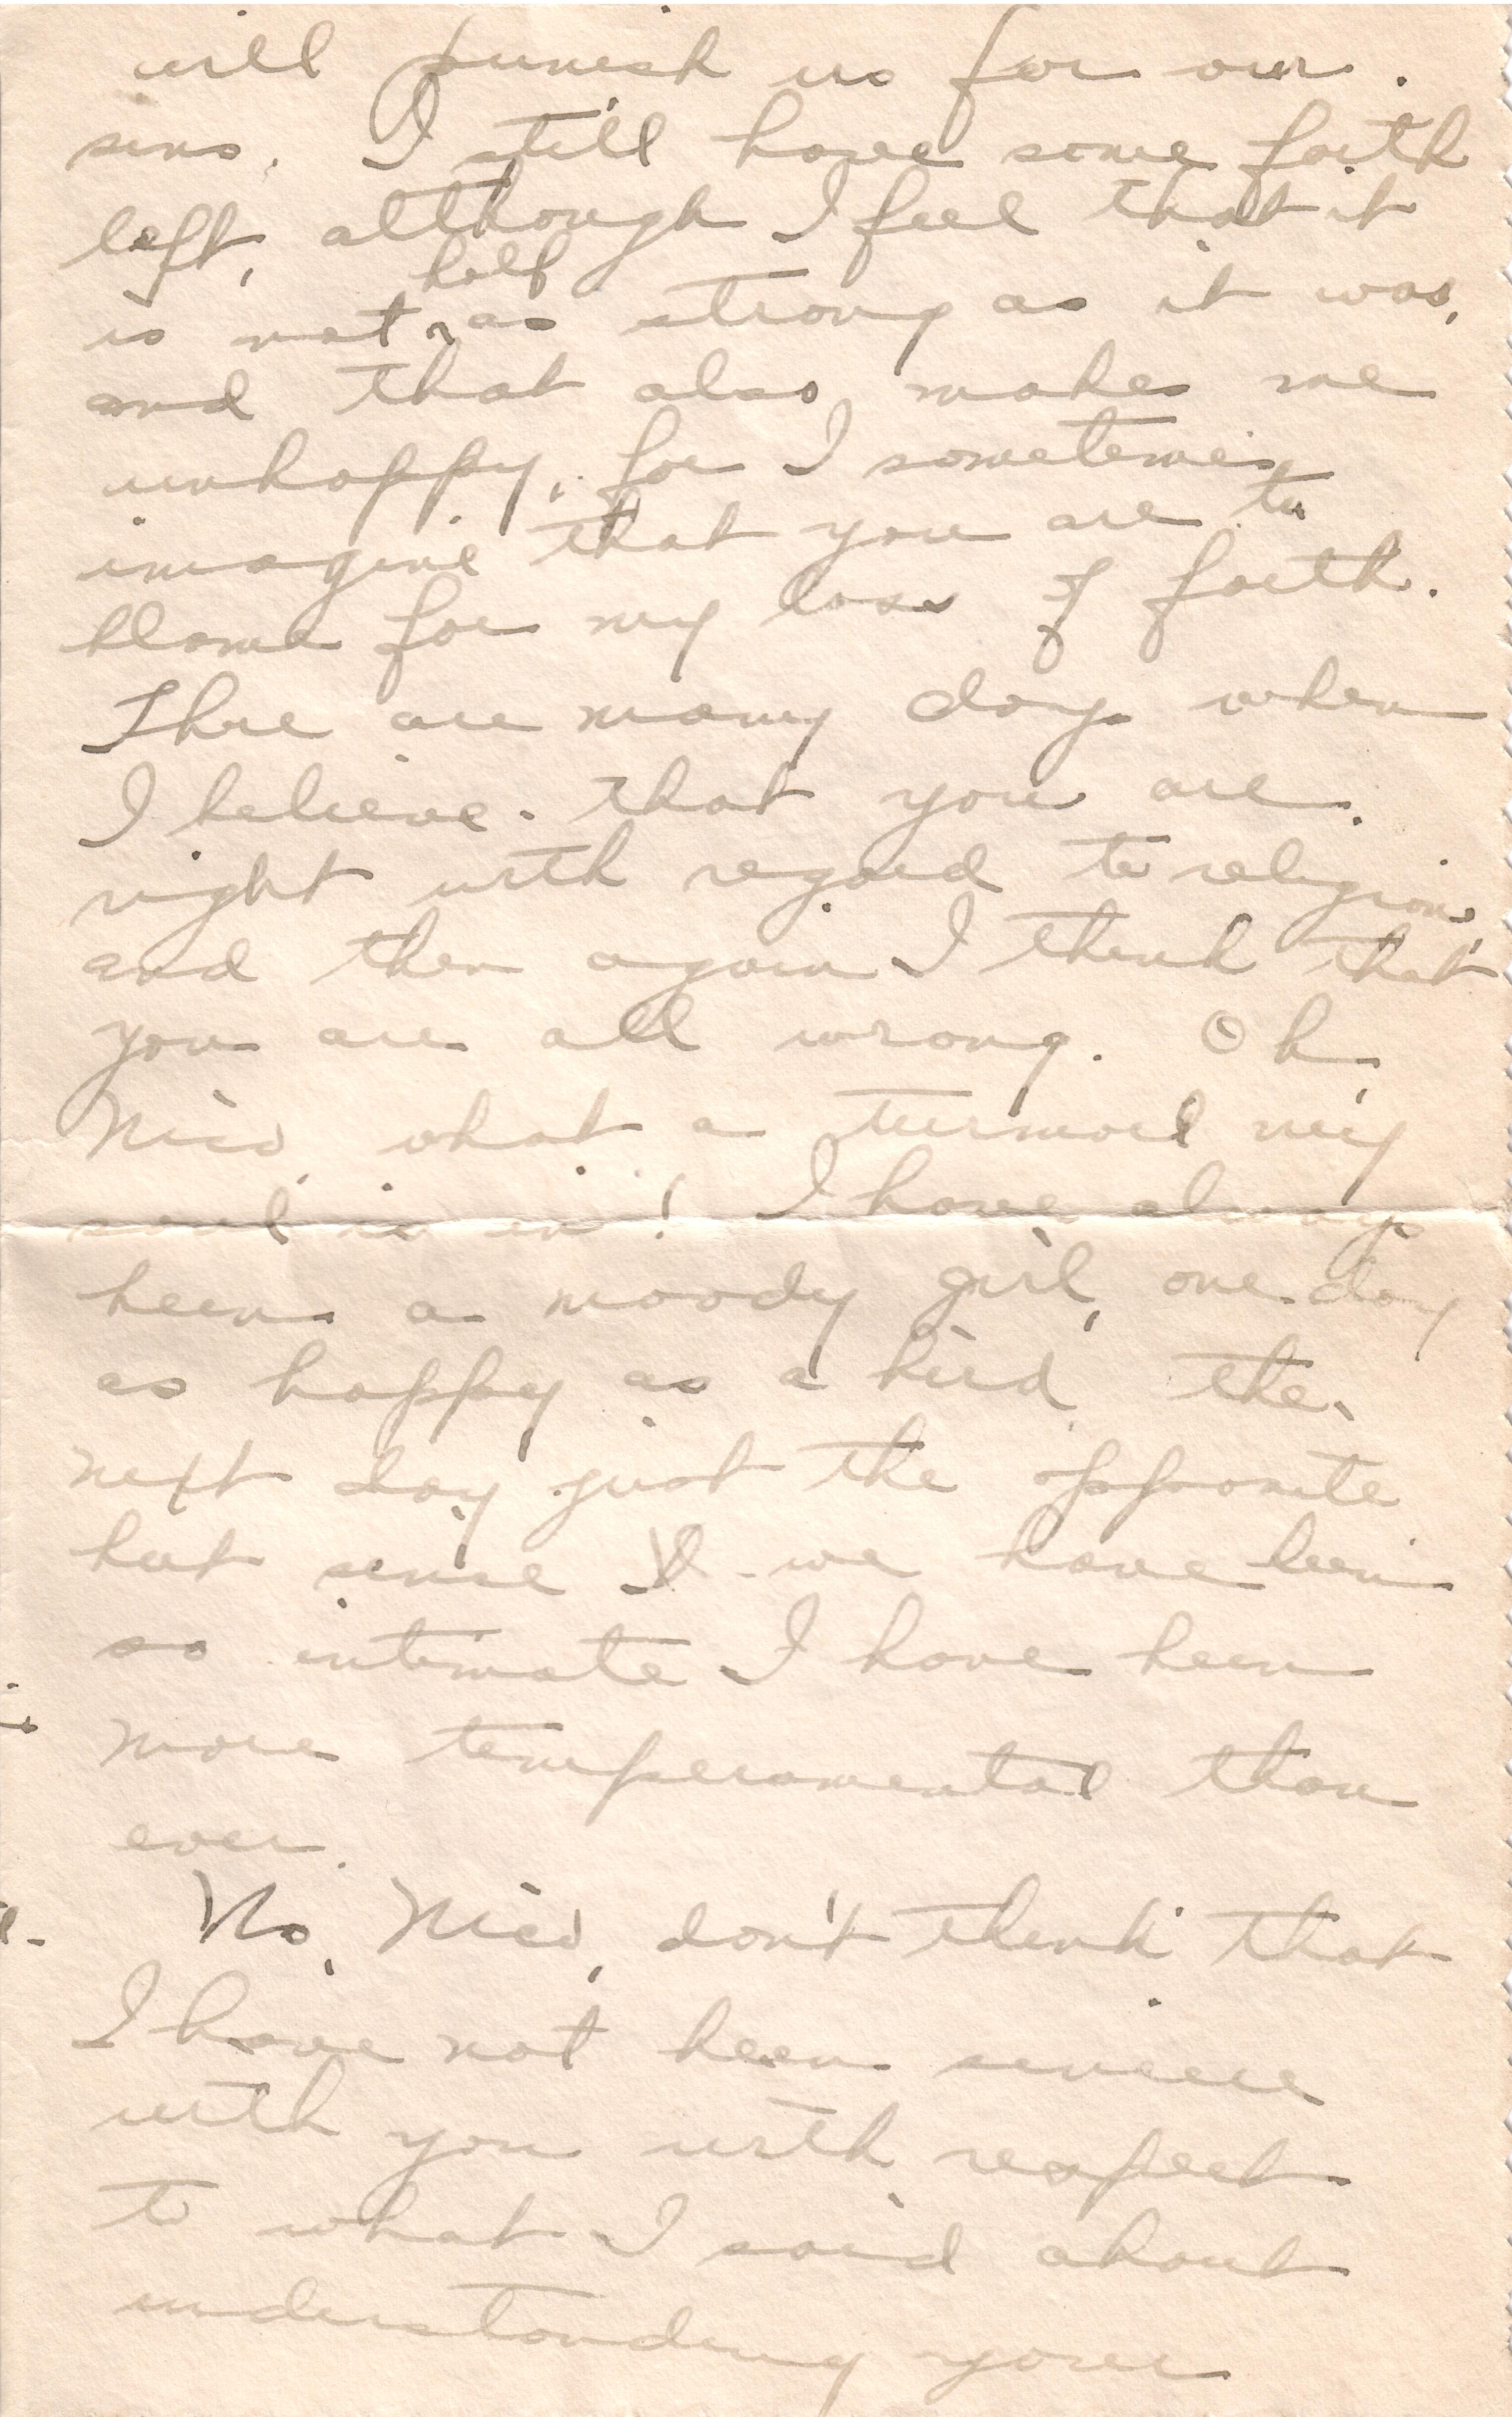 will punish us for our
sins. I still have some faith
left, although I feel that it
half
is not ^ as strong as it was,
and that also makes me
unhappy, for I sometimes
imagine that you are to
blame for my loss of faith.
There are many days when
I believe that you are
right with regard to religion,
and then again I think that
you are all wrong. Oh,
Nico, what a turmoil my
soul is in! I have always
been a moody girl, one day
as happy as a bird, the
next day just the opposite
but since we have been
so intimate I have been
more temperamental than
ever.
No, Nico, don't think that
I have not been sincere
with you with respect
to what I said about
understanding your